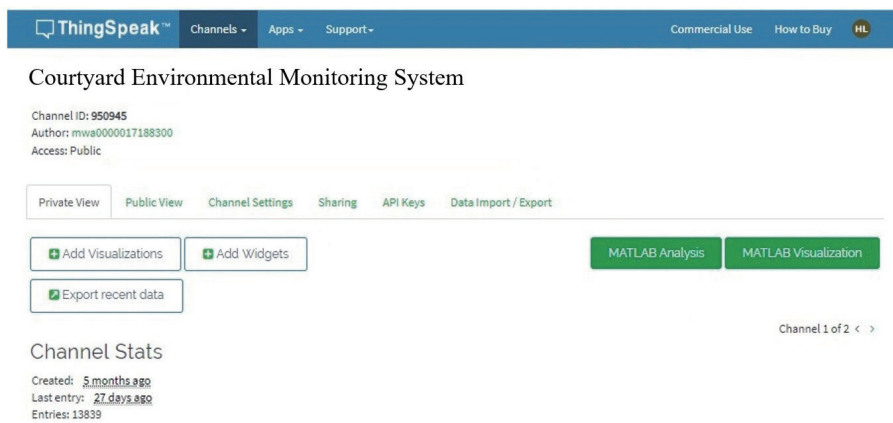 ThingSpeak™ Channels Apps Support Commercial Use How to Buy HL
Courtyard Environmental Monitoring System
Channel ID: 950945
Author: mwa0000017188300
Access: Public
Private View Public View Channel Settings Sharing API Keys Data Import / Export
Add Visualizations Add Widgets MATLAB Analysis MATLAB Visualization
Export recent data
Channel 1 of 2 < >
Channel Stats
Created: 5 months ago
Last entry: 27 days ago
Entries: 13839